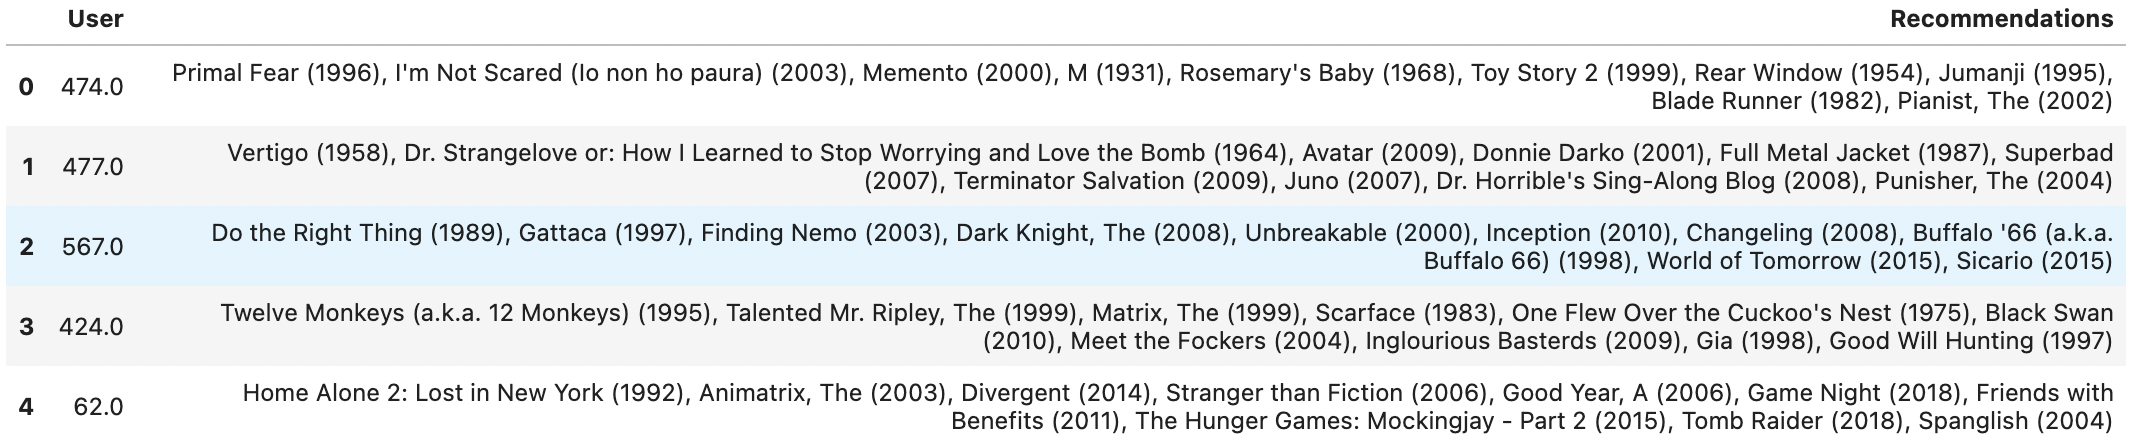 User Recommendations
0 474.0 Primal Fear (1996), I'm Not Scared (Io non ho paura) (2003), Memento (2000), M (1931), Rosemary's Baby (1968), Toy Story 2 (1999), Rear Window (1954), Jumanji (1995),
Blade Runner (1982), Pianist, The (2002)
1 477.0 Vertigo (1958), Dr. Strangelove or: How I Learned to Stop Worrying and Love the Bomb (1964), Avatar (2009), Donnie Darko (2001), Full Metal Jacket (1987), Superbad
(2007), Terminator Salvation (2009), Juno (2007), Dr. Horrible's Sing-Along Blog (2008), Punisher, The (2004)
2 567.0 Do the Right Thing (1989), Gattaca (1997), Finding Nemo (2003), Dark Knight, The (2008), Unbreakable (2000), Inception (2010), Changeling (2008), Buffalo '66 (a.k.a.
Buffalo 66) (1998), World of Tomorrow (2015), Sicario (2015)
3 424.0 Twelve Monkeys (a.k.a. 12 Monkeys) (1995), Talented Mr. Ripley, The (1999), Matrix, The (1999), Scarface (1983), One Flew Over the Cuckoo's Nest (1975), Black Swan
(2010), Meet the Fockers (2004), Inglourious Basterds (2009), Gia (1998), Good Will Hunting (1997)
4 62.0 Home Alone 2: Lost in New York (1992), Animatrix, The (2003), Divergent (2014), Stranger than Fiction (2006), Good Year, A (2006), Game Night (2018), Friends with
Benefits (2011), The Hunger Games: Mockingjay - Part 2 (2015), Tomb Raider (2018), Spanglish (2004)